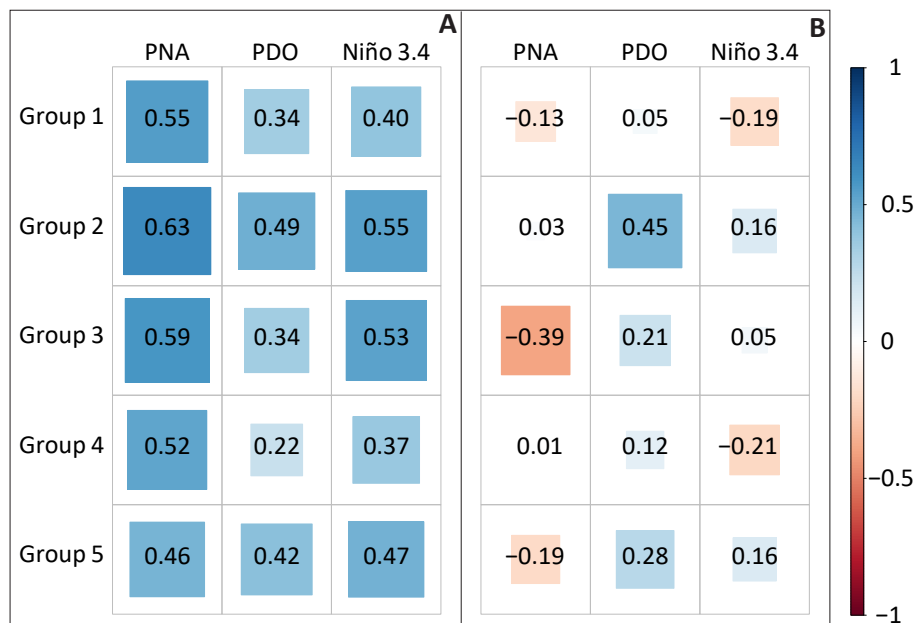 A B
PNA PDO Niño 3.4 PNA PDO Niño 3.4
1
Group 1 0.55 0.34 0.40 −0.13 0.05 −0.19
0.5
Group 2 0.63 0.49 0.55 0.03 0.45 0.16
Group 3 0.59 0.34 0.53 −0.39 0.21 0.05
0
Group 4 0.52 0.22 0.37 0.01 0.12 −0.21
−0.5
Group 5 0.46 0.42 0.47 −0.19 0.28 0.16
−1